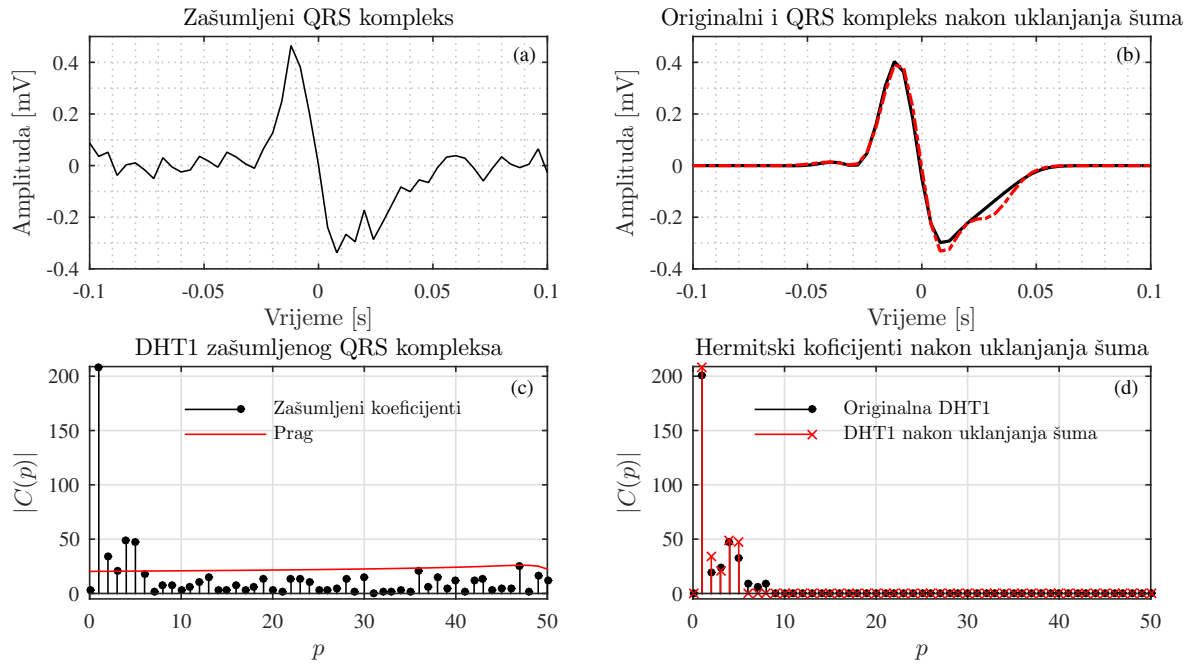 Zašumljeni QRS kompleks
(a)
Amplituda [mV]
0.4
0.2
0
-0.2
-0.4
-0.1 -0.05 0 0.05 0.1
Vrijeme [s]
Originalni i QRS kompleks nakon uklanjanja šuma
(b)
Amplituda [mV]
0.4
0.2
0
-0.2
-0.4
-0.1 -0.05 0 0.05 0.1
Vrijeme [s]
DHT1 zašumljenog QRS kompleksa
(c)
Zašumljeni koeficijenti
Prag
|C(p)|
200
150
100
50
0
0 10 20 30 40 50
p
Hermitski koficijenti nakon uklanjanja šuma
(d)
Originalna DHT1
DHT1 nakon uklanjanja šuma
|C(p)|
200
150
100
50
0
0 10 20 30 40 50
p